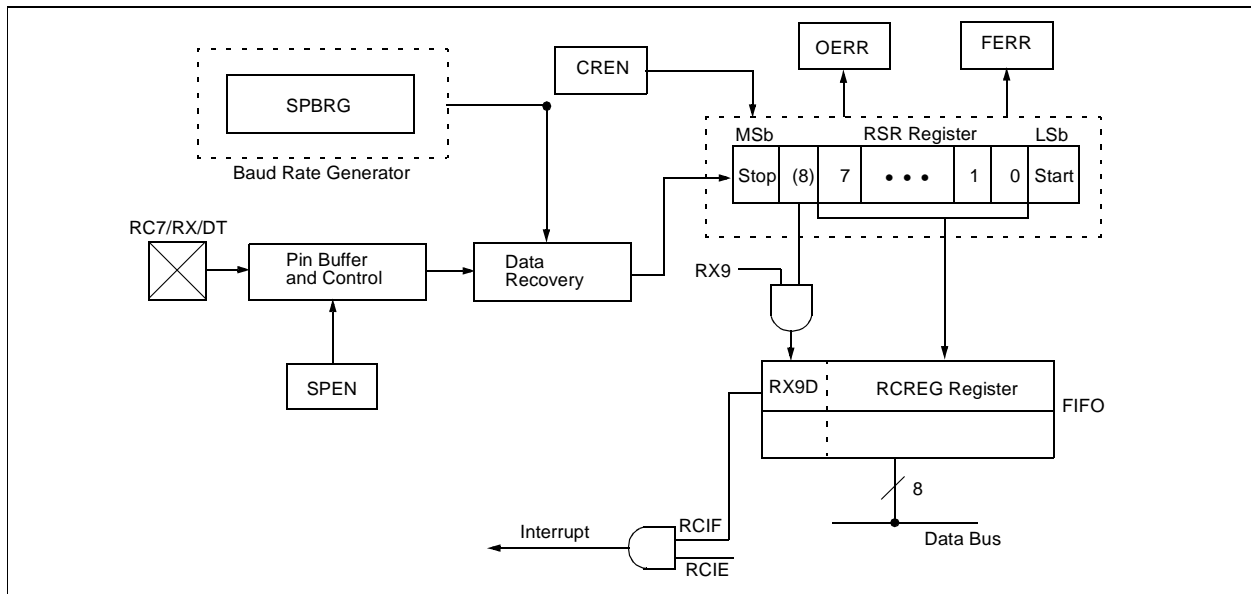 OERR
FERR
CREN
SPBRG
Baud Rate Generator
MSb
RSR Register
LSb
Stop (8) 7 • • • 1 0 Start
RC7/RX/DT
Pin Buffer
and Control
Data
Recovery
RX9
SPEN
RX9D
RCREG Register
FIFO
8
Data Bus
Interrupt
RCIF
RCIE